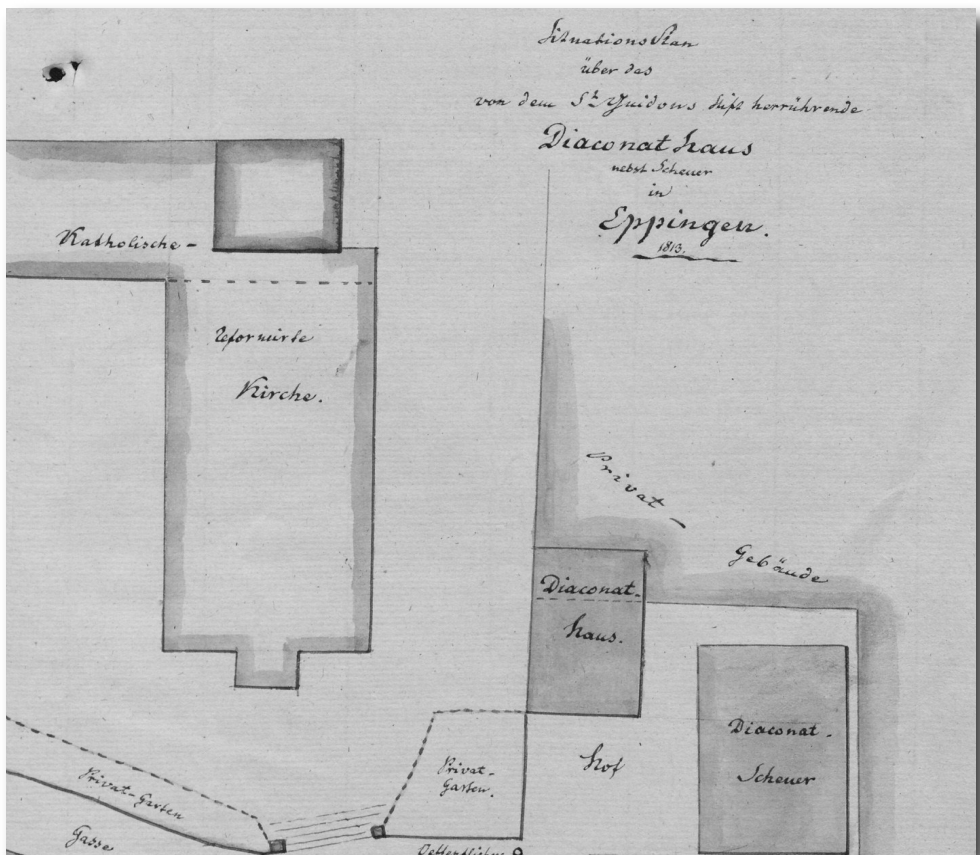 Situations Plan
über das
von dem St. Guidons Stift herrührende
Diaconat haus
nebst Scheuer
in
Eppingen.
1813.
Katholische -
Reformirte
Kirche.
Privat -
Gebäude
Diaconat-
haus.
Diaconat -
Scheuer
Hof
Privat-
Garten.
Privat-Garten
Gasse
Oeffentlicher